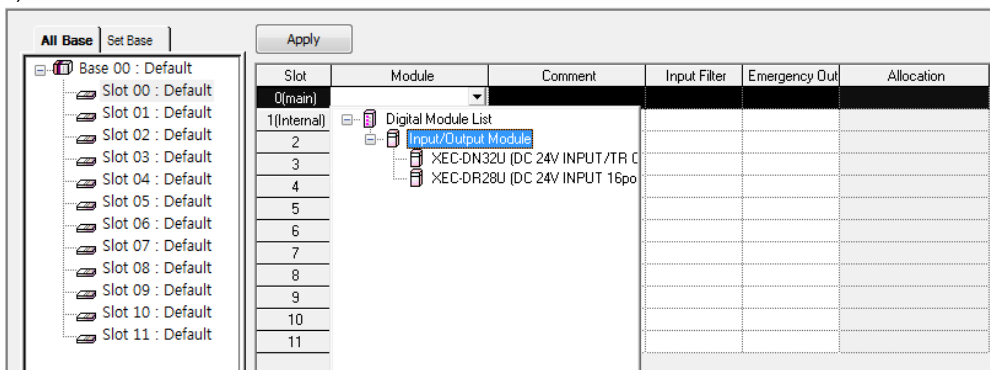 All Base Set Base Apply
Base 00 : Default
Slot 00 : Default
Slot 01 : Default
Slot 02 : Default
Slot 03 : Default
Slot 04 : Default
Slot 05 : Default
Slot 06 : Default
Slot 07 : Default
Slot 08 : Default
Slot 09 : Default
Slot 10 : Default
Slot 11 : Default
Slot Module Comment Input Filter Emergency Out Allocation
0(main)
1(Internal)
2
3
4
5
6
7
8
9
10
11
Digital Module List
Input/Output Module
XEC-DN32U (DC 24V INPUT/TR
XEC-DR28U (DC 24V INPUT 16po